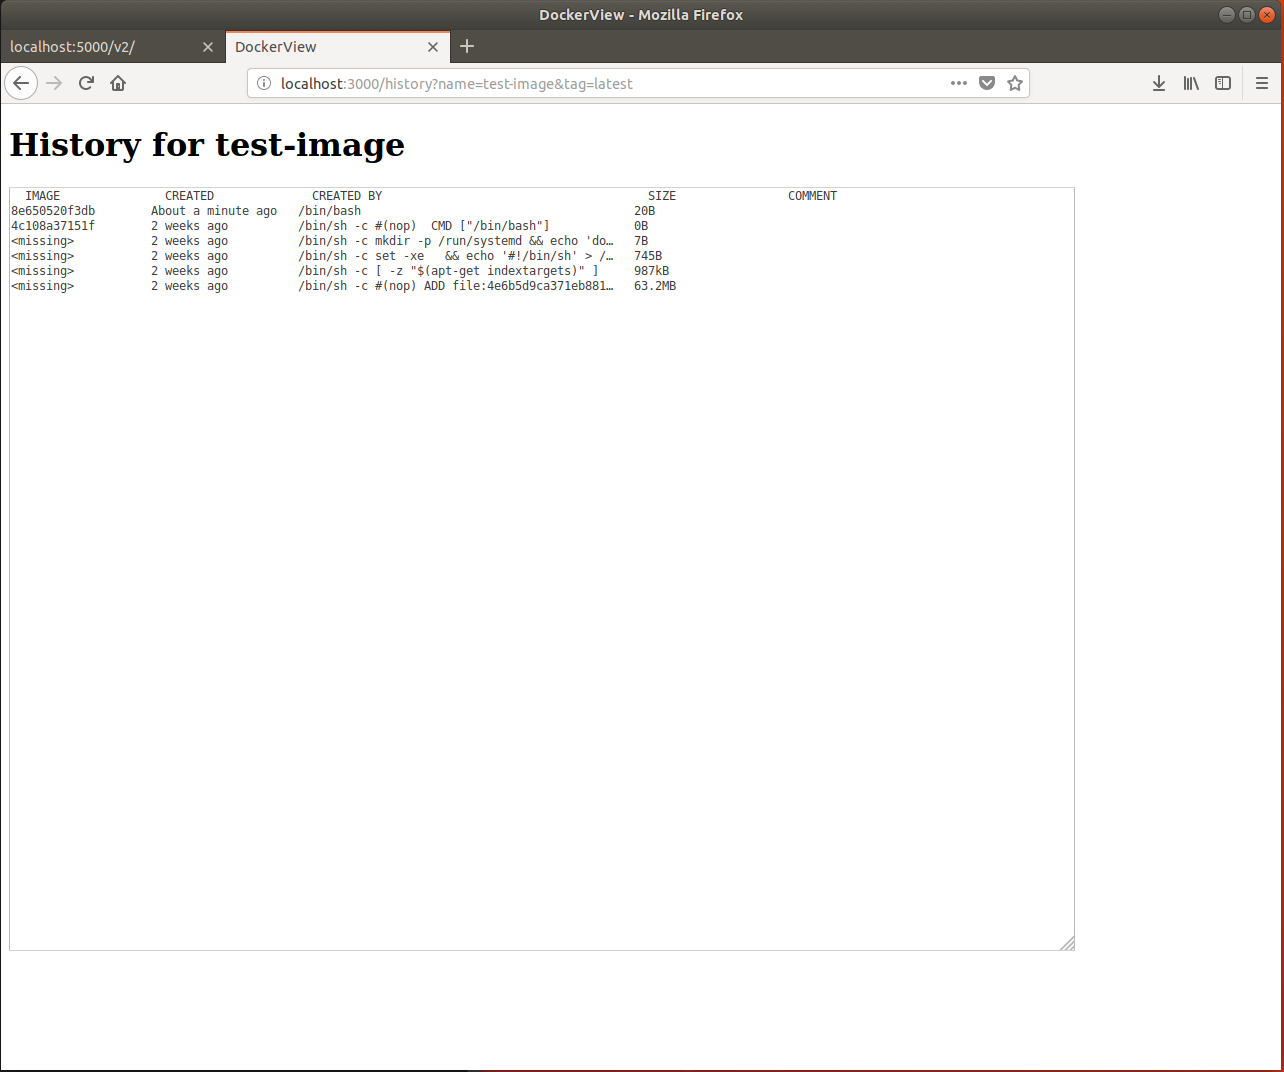 DockerView - Mozilla Firefox
localhost:5000/v2/
DockerView
localhost:3000/history?name=test-image&tag=latest
History for test-image
IMAGE CREATED CREATED BY SIZE COMMENT
8e650520f3db About a minute ago /bin/bash 20B
4c108a37151f 2 weeks ago /bin/sh -c #(nop)  CMD ["/bin/bash"] 0B
<missing> 2 weeks ago /bin/sh -c mkdir -p /run/systemd && echo 'do… 7B
<missing> 2 weeks ago /bin/sh -c set -xe   && echo '#!/bin/sh' > /… 745B
<missing> 2 weeks ago /bin/sh -c [ -z "$(apt-get indextargets)" ] 987kB
<missing> 2 weeks ago /bin/sh -c #(nop) ADD file:4e6b5d9ca371eb881… 63.2MB